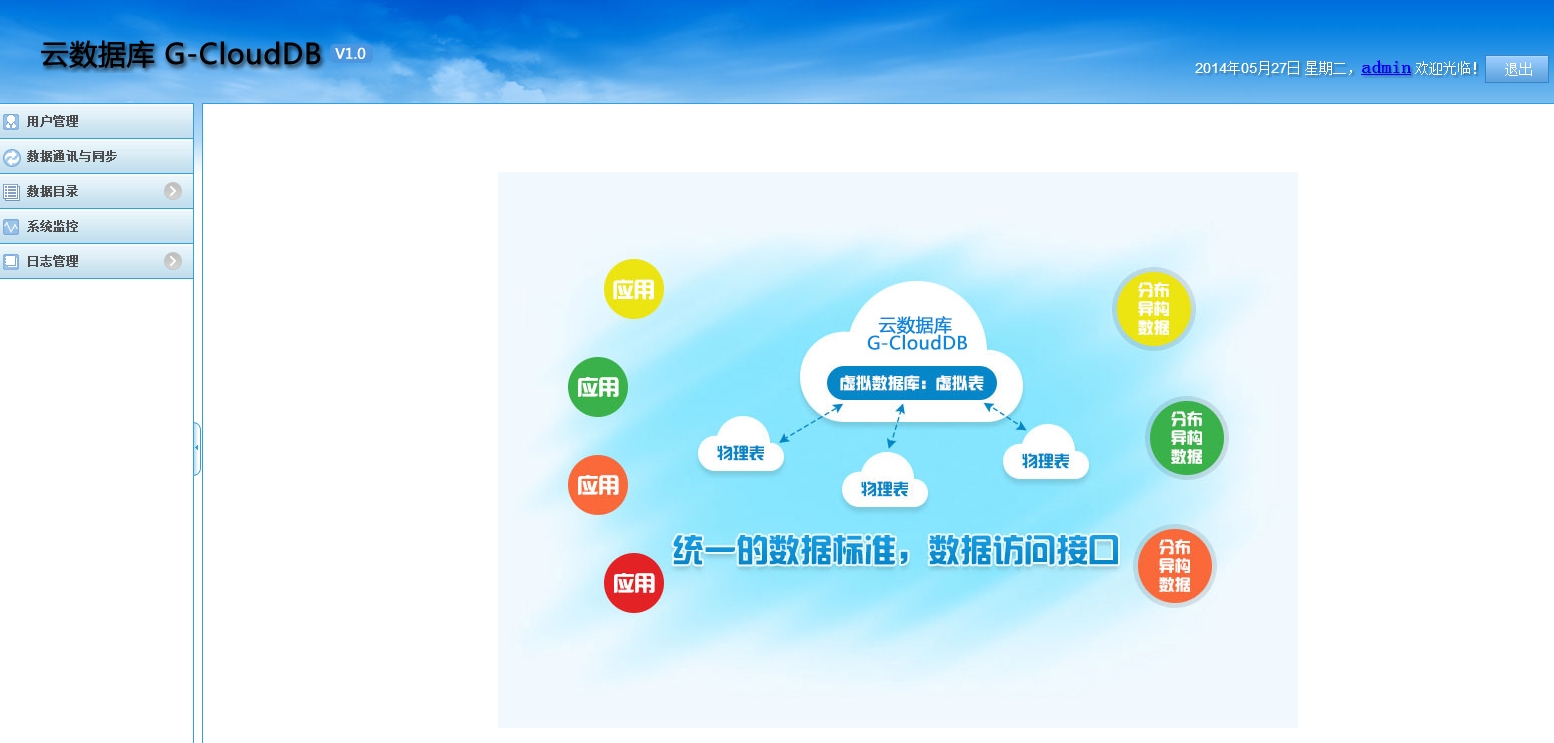 云数据库 G-CloudDB V1.0
2014年05月27日 星期二，admin 欢迎光临！ 退出
用户管理
数据通讯与同步
数据目录
系统监控
日志管理
应用
应用
应用
应用
云数据库
G-CloudDB
虚拟数据库：虚拟表
物理表
物理表
物理表
统一的数据标准，数据访问接口
分布
异构
数据
分布
异构
数据
分布
异构
数据